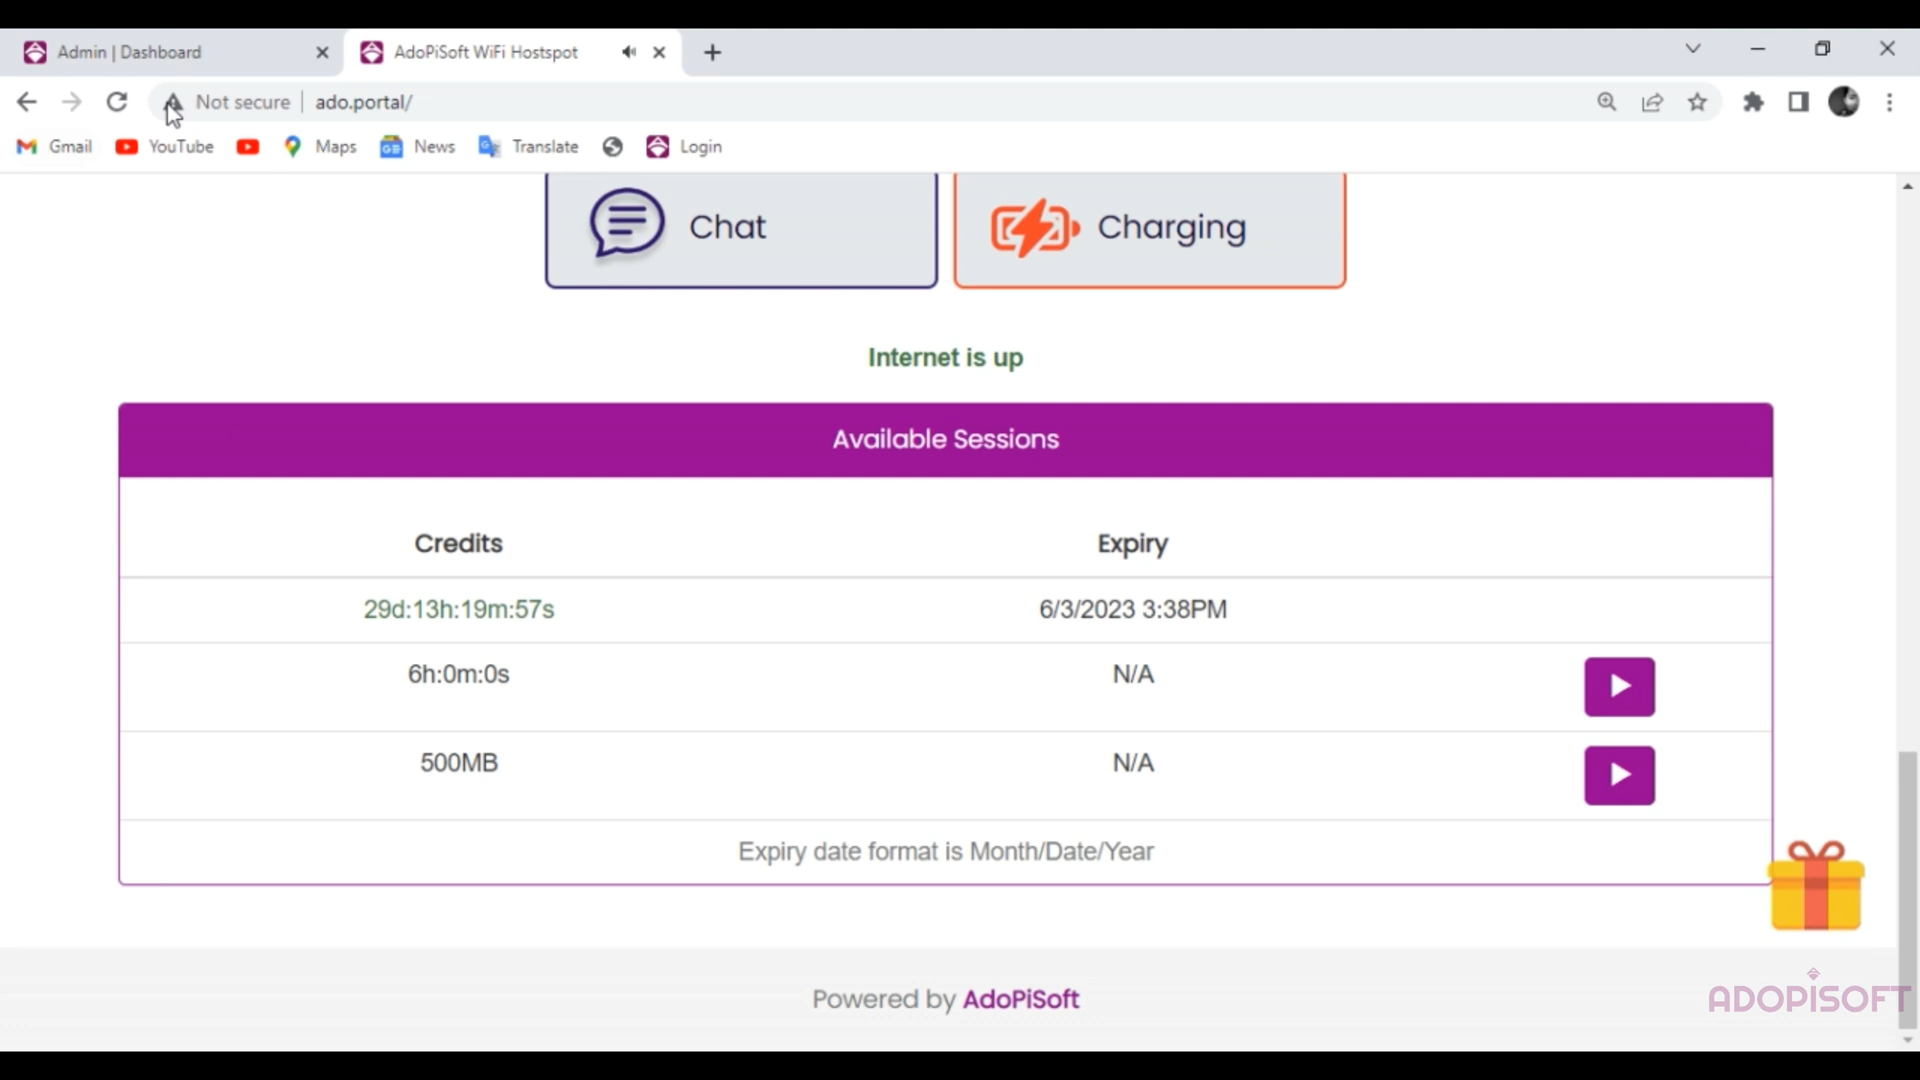 Admin | Dashboard
AdoPiSoft WiFi Hostspot
Not secure
ado.portal/
Gmail
YouTube
Maps
News
Translate
Login
Chat
Charging
Internet is up
Available Sessions
Credits Expiry
29d:13h:19m:57s 6/3/2023 3:38PM
6h:0m:0s N/A
500MB N/A
Expiry date format is Month/Date/Year
Powered by AdoPiSoft
ADOPISOFT